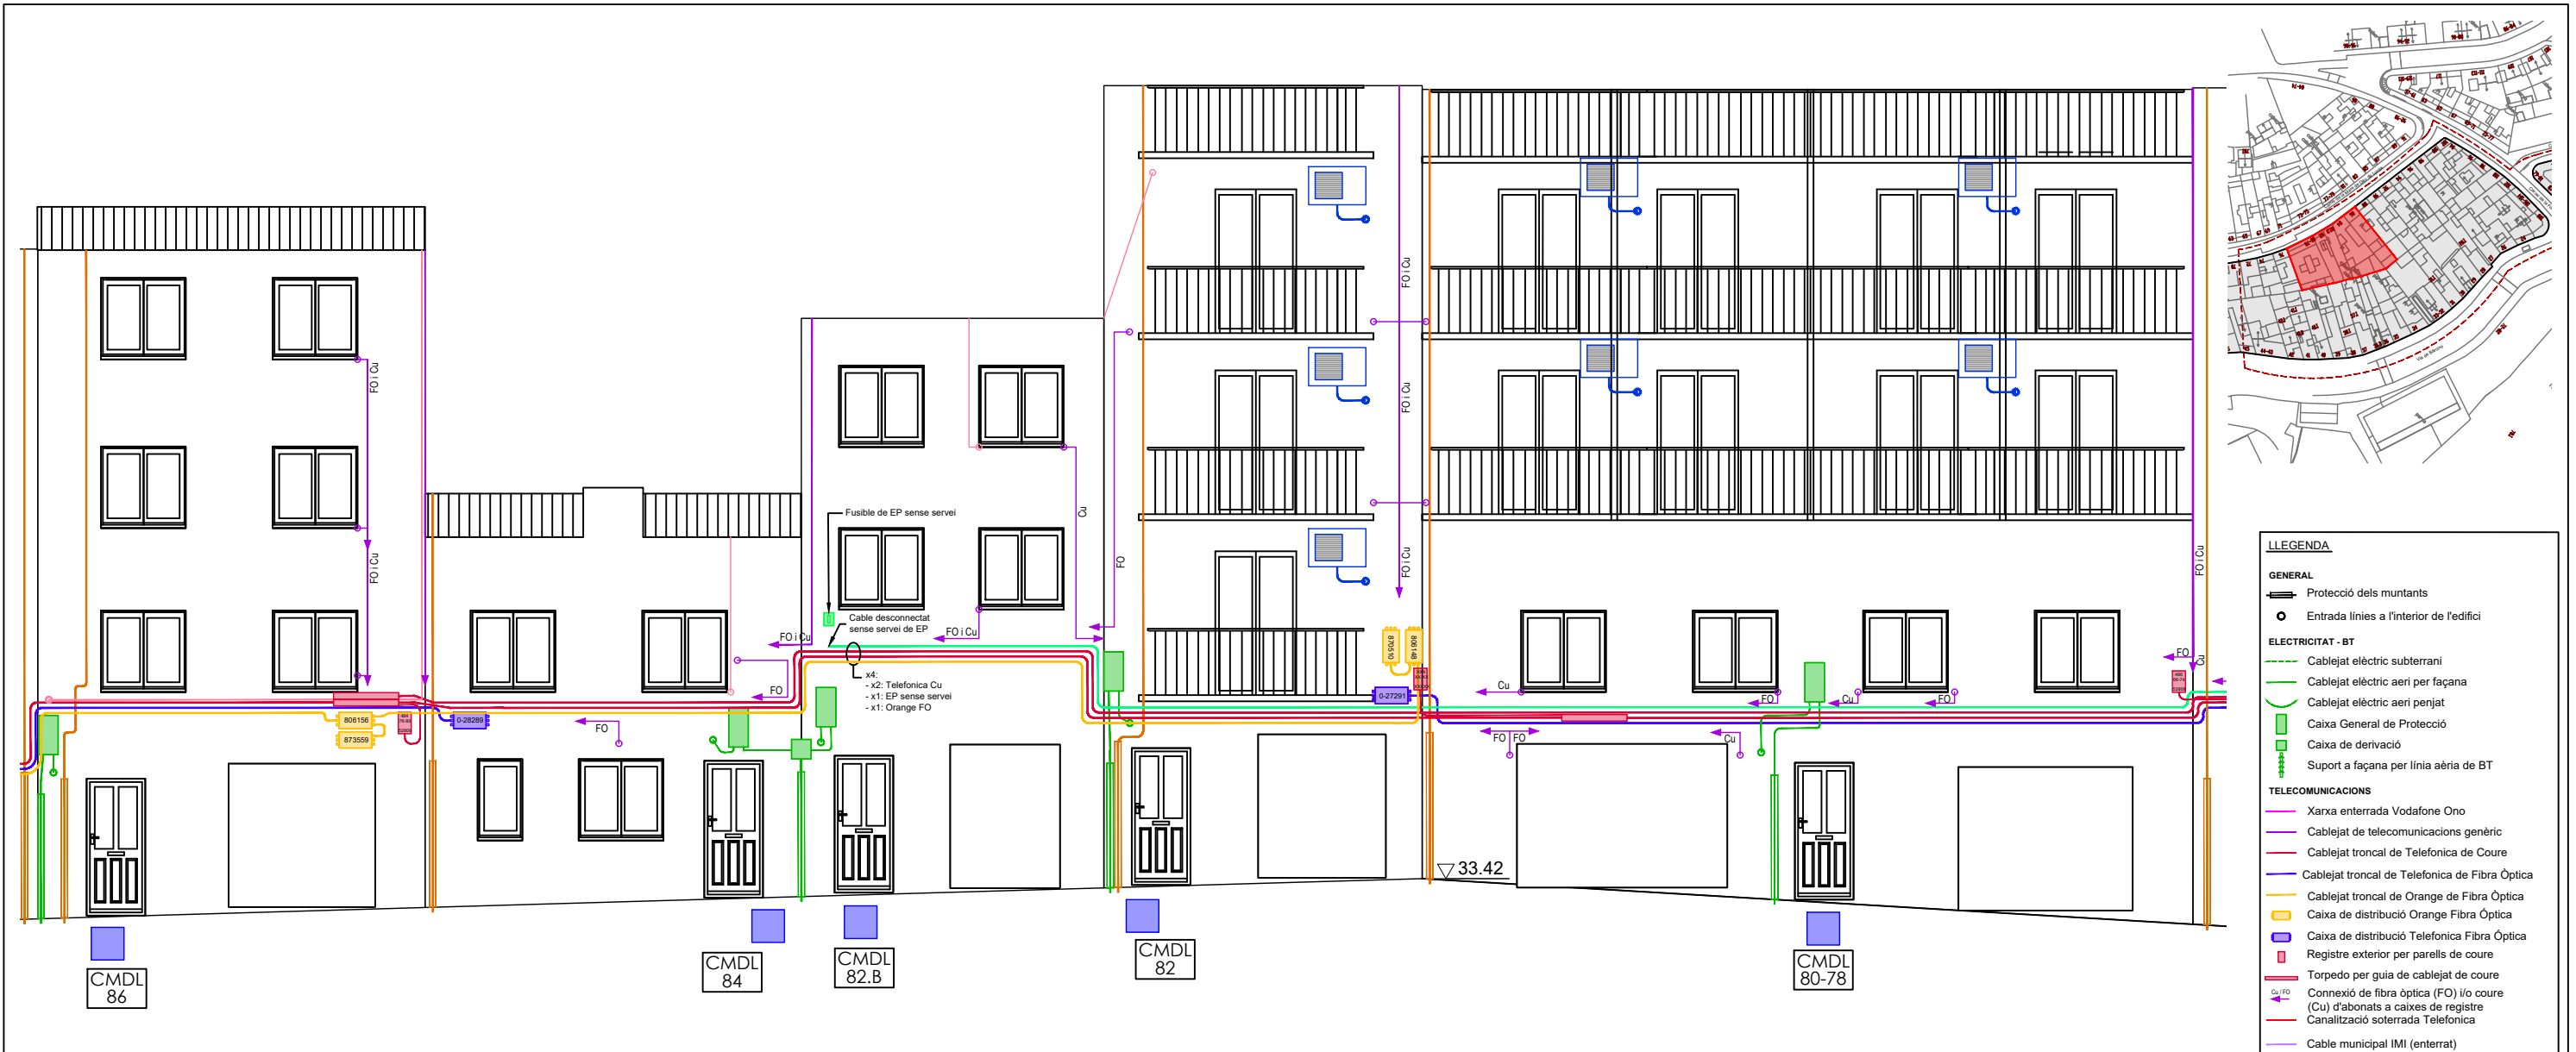 FO i Cu
FO i Cu
FO i Cu
Cu
FO
FO i Cu
FO i Cu
FO i Cu
FO i Cu
Cu
Fusible de EP sense servei
Cable desconnectat
sense servei de EP
x4:
- x2: Telefonica Cu
- x1: EP sense servei
- x1: Orange FO
FO i Cu
FO
FO
806156
873559
0-28289
870510
806148
0-27291
Cu
FO
Cu
FO
FO
FO FO
Cu
33.42
CMDL
86
CMDL
84
CMDL
82.B
CMDL
82
CMDL
80-78
LLEGENDA
GENERAL
Protecció dels muntants
Entrada línies a l'interior de l'edifici
ELECTRICITAT - BT
Cablejat elèctric subterrani
Cablejat elèctric aeri per façana
Cablejat elèctric aeri penjat
Caixa General de Protecció
Caixa de derivació
Suport a façana per línia aèria de BT
TELECOMUNICACIONS
Xarxa enterrada Vodafone Ono
Cablejat de telecomunicacions genèric
Cablejat troncal de Telefonica de Coure
Cablejat troncal de Telefonica de Fibra Òptica
Cablejat troncal de Orange de Fibra Òptica
Caixa de distribució Orange Fibra Óptica
Caixa de distribució Telefonica Fibra Óptica
Registre exterior per parells de coure
Torpedo per guia de cablejat de coure
Cu / FO
Connexió de fibra òptica (FO) i/o coure
(Cu) d'abonats a caixes de registre
Canalització soterrada Telefonica
Cable municipal IMI (enterrat)